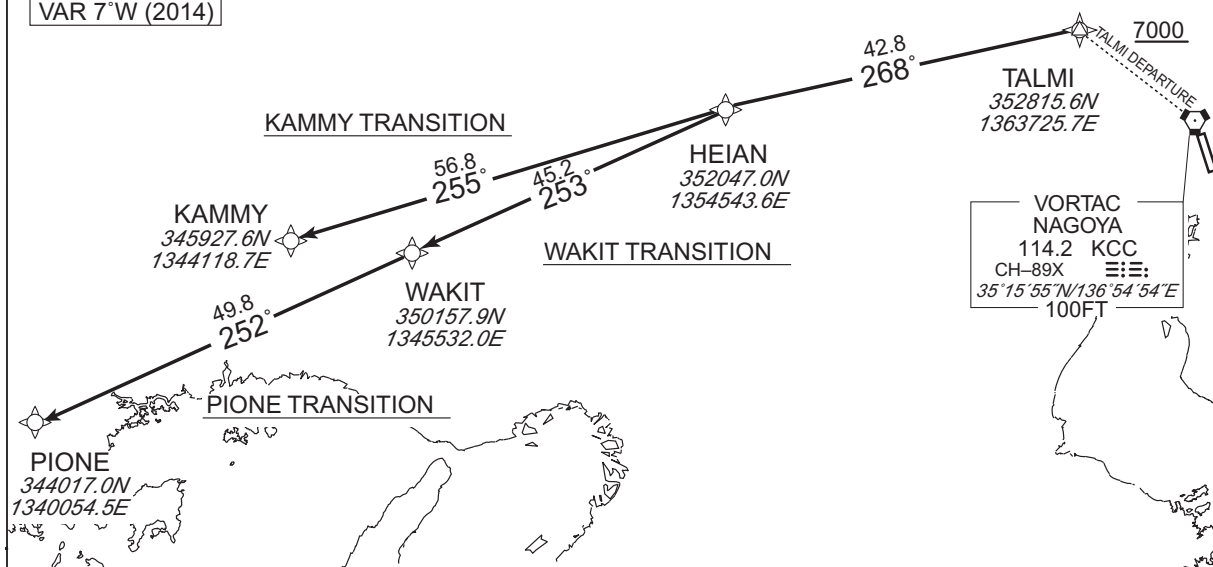 VAR 7°W (2014)
7000
TALMI DEPARTURE
42.8
268°
TALMI
352815.6N
1363725.7E
KAMMY TRANSITION
HEIAN
352047.0N
1354543.6E
56.8
255°
45.2
253°
KAMMY
345927.6N
1344118.7E
WAKIT TRANSITION
VORTAC
NAGOYA
114.2 KCC
CH–89X
35°15′55″N/136°54′54″E
100FT
WAKIT
350157.9N
1345532.0E
49.8
252°
PIONE TRANSITION
PIONE
344017.0N
1340054.5E